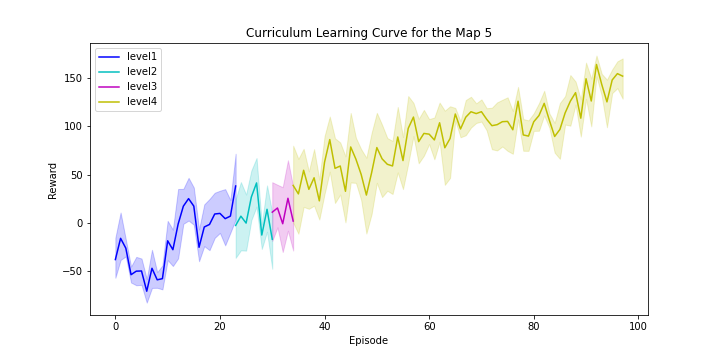 Curriculum Learning Curve for the Map 5
level1
level2
level3
level4
150
100
50
0
−50
Reward
0 20 40 60 80 100
Episode